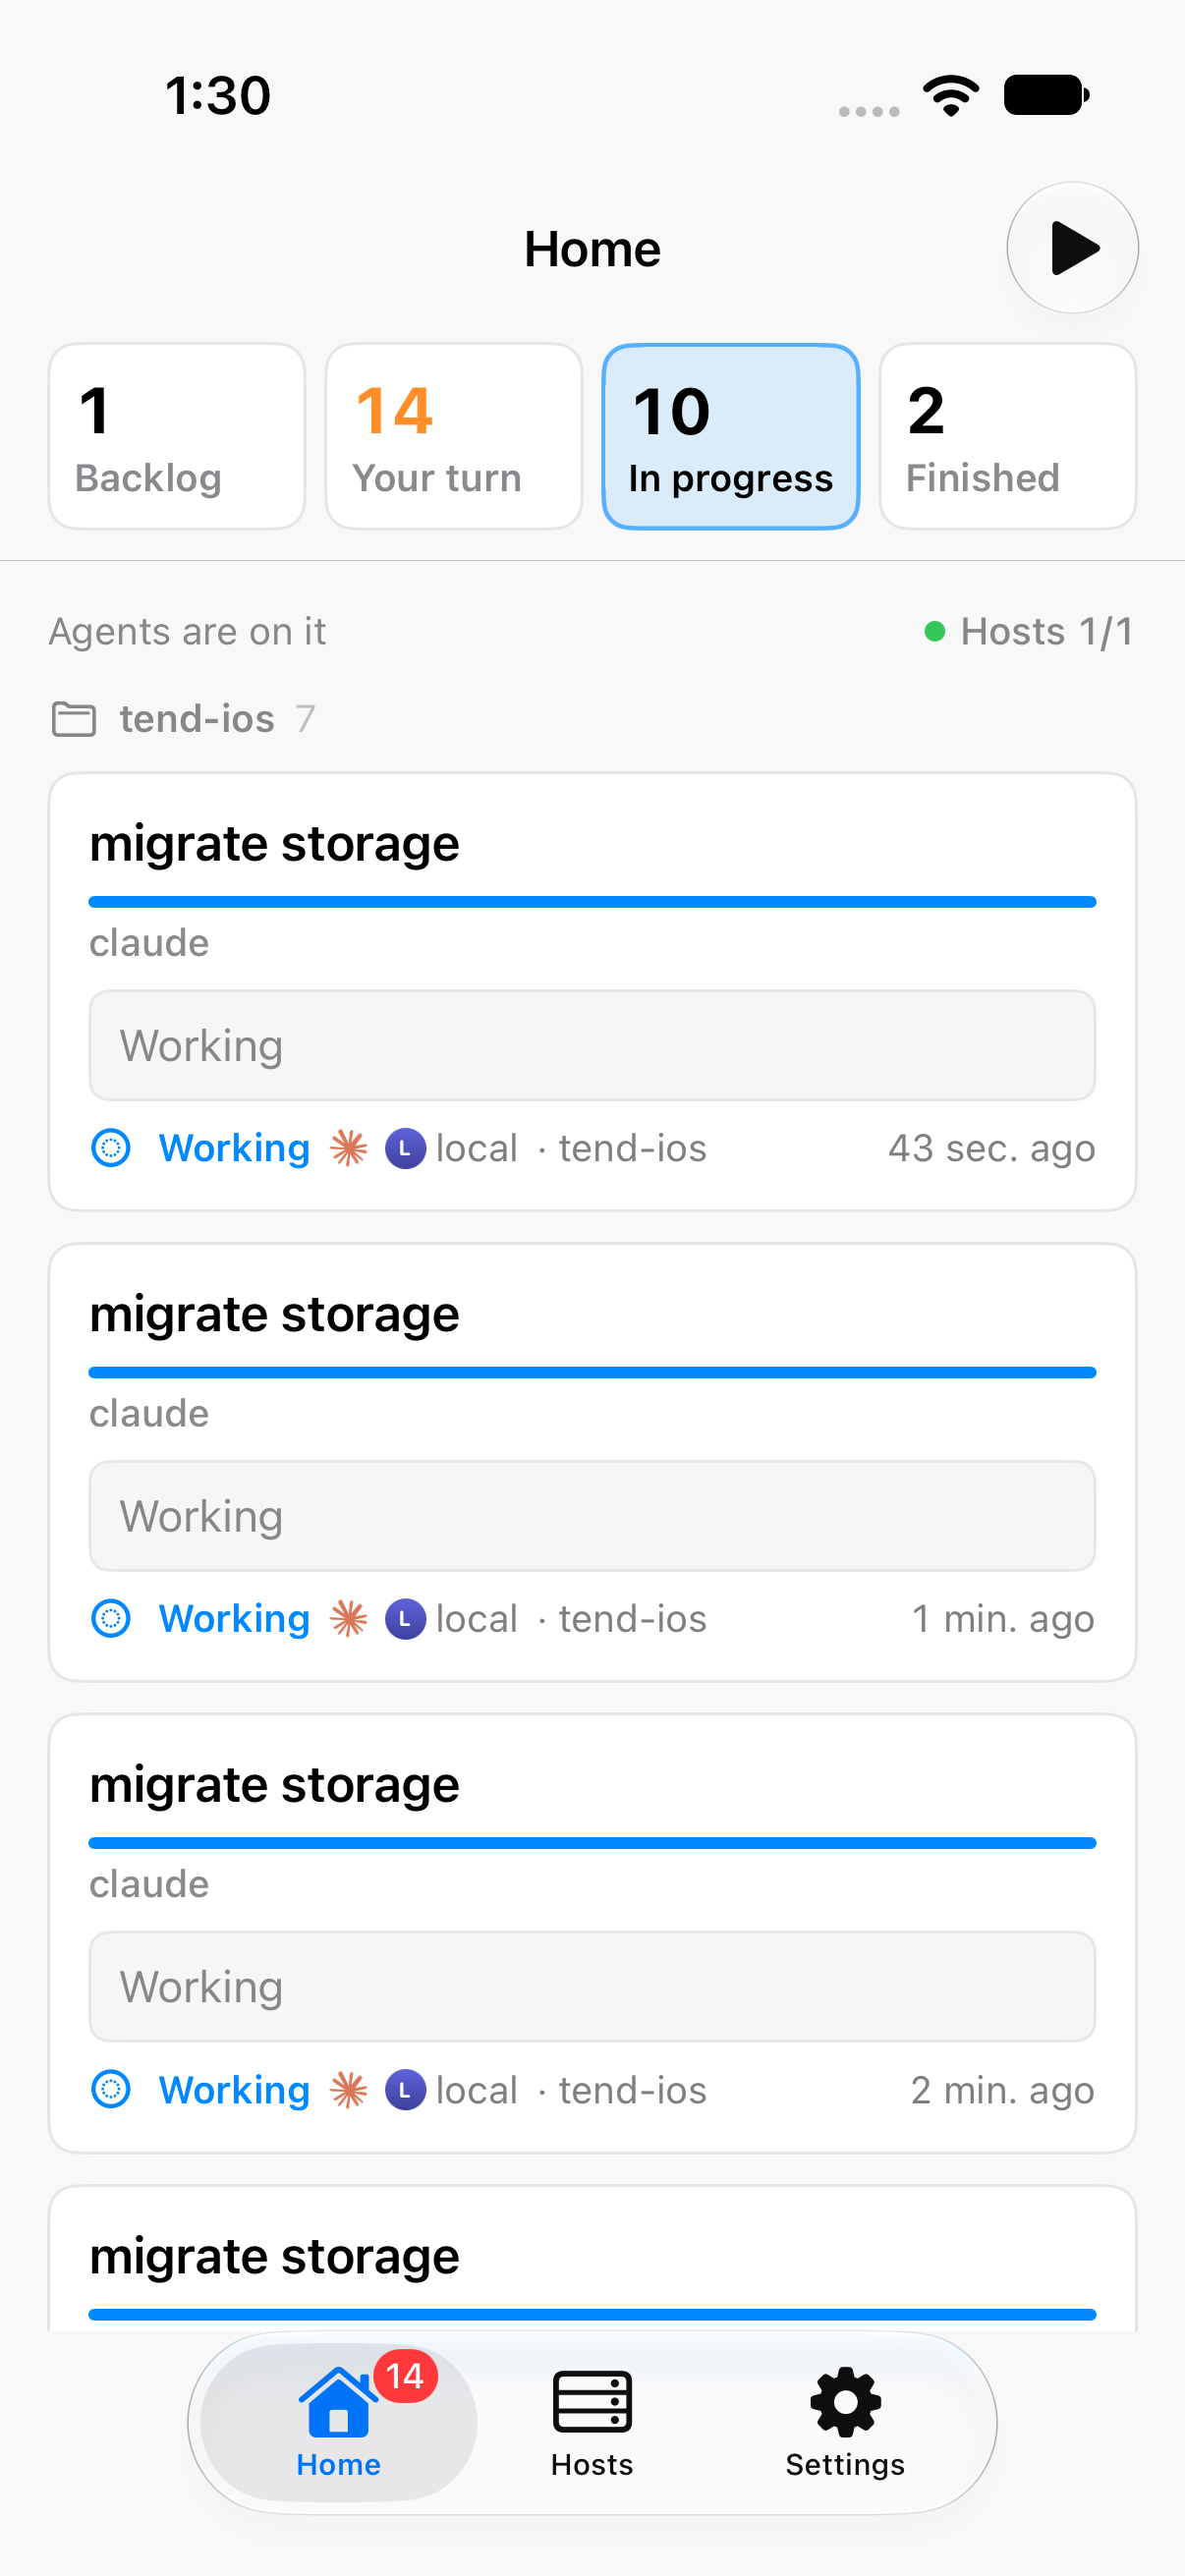 1:30
Home
1 14 10 2
Backlog Your turn In progress Finished
Agents are on it Hosts 1/1
tend-ios 7
migrate storage
claude
Working
Working L local · tend-ios 43 sec. ago
migrate storage
claude
Working
Working L local · tend-ios 1 min. ago
migrate storage
claude
Working
Working L local · tend-ios 2 min. ago
migrate storage
14
Home Hosts Settings